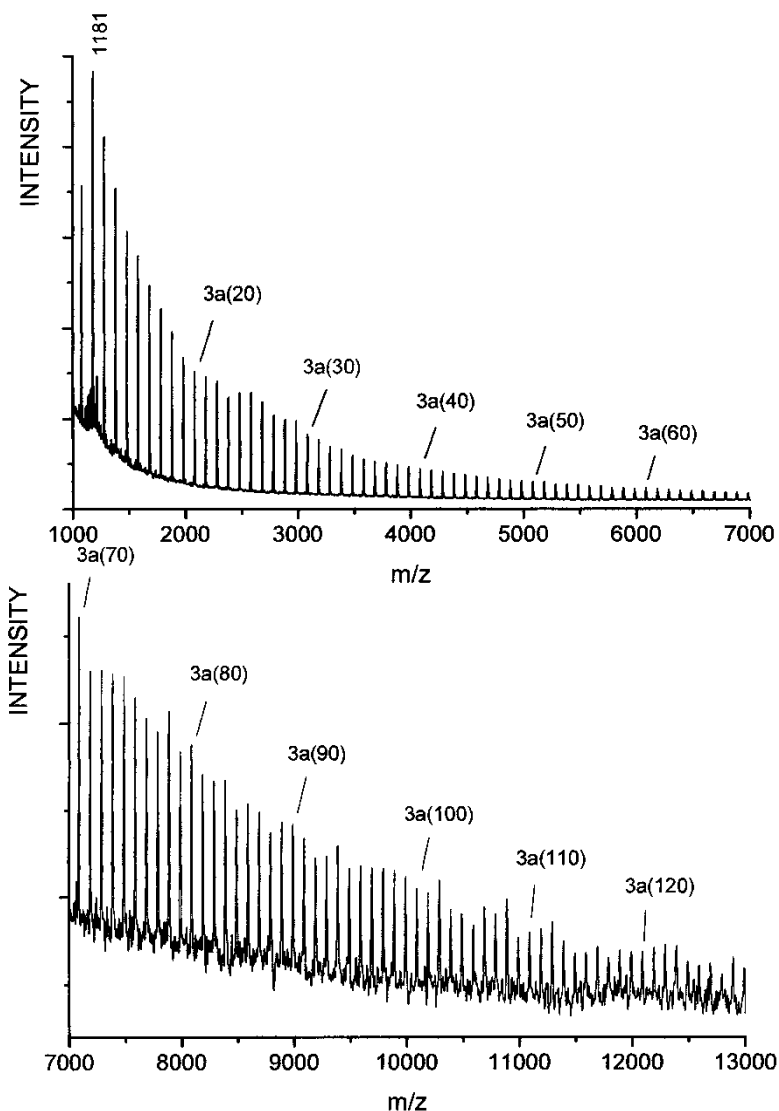 1181
INTENSITY
3a(20)
3a(30)
3a(40)
3a(50)
3a(60)
1000 2000 3000 4000 5000 6000 7000
m/z
3a(70)
INTENSITY
3a(80)
3a(90)
3a(100)
3a(110)
3a(120)
7000 8000 9000 10000 11000 12000 13000
m/z